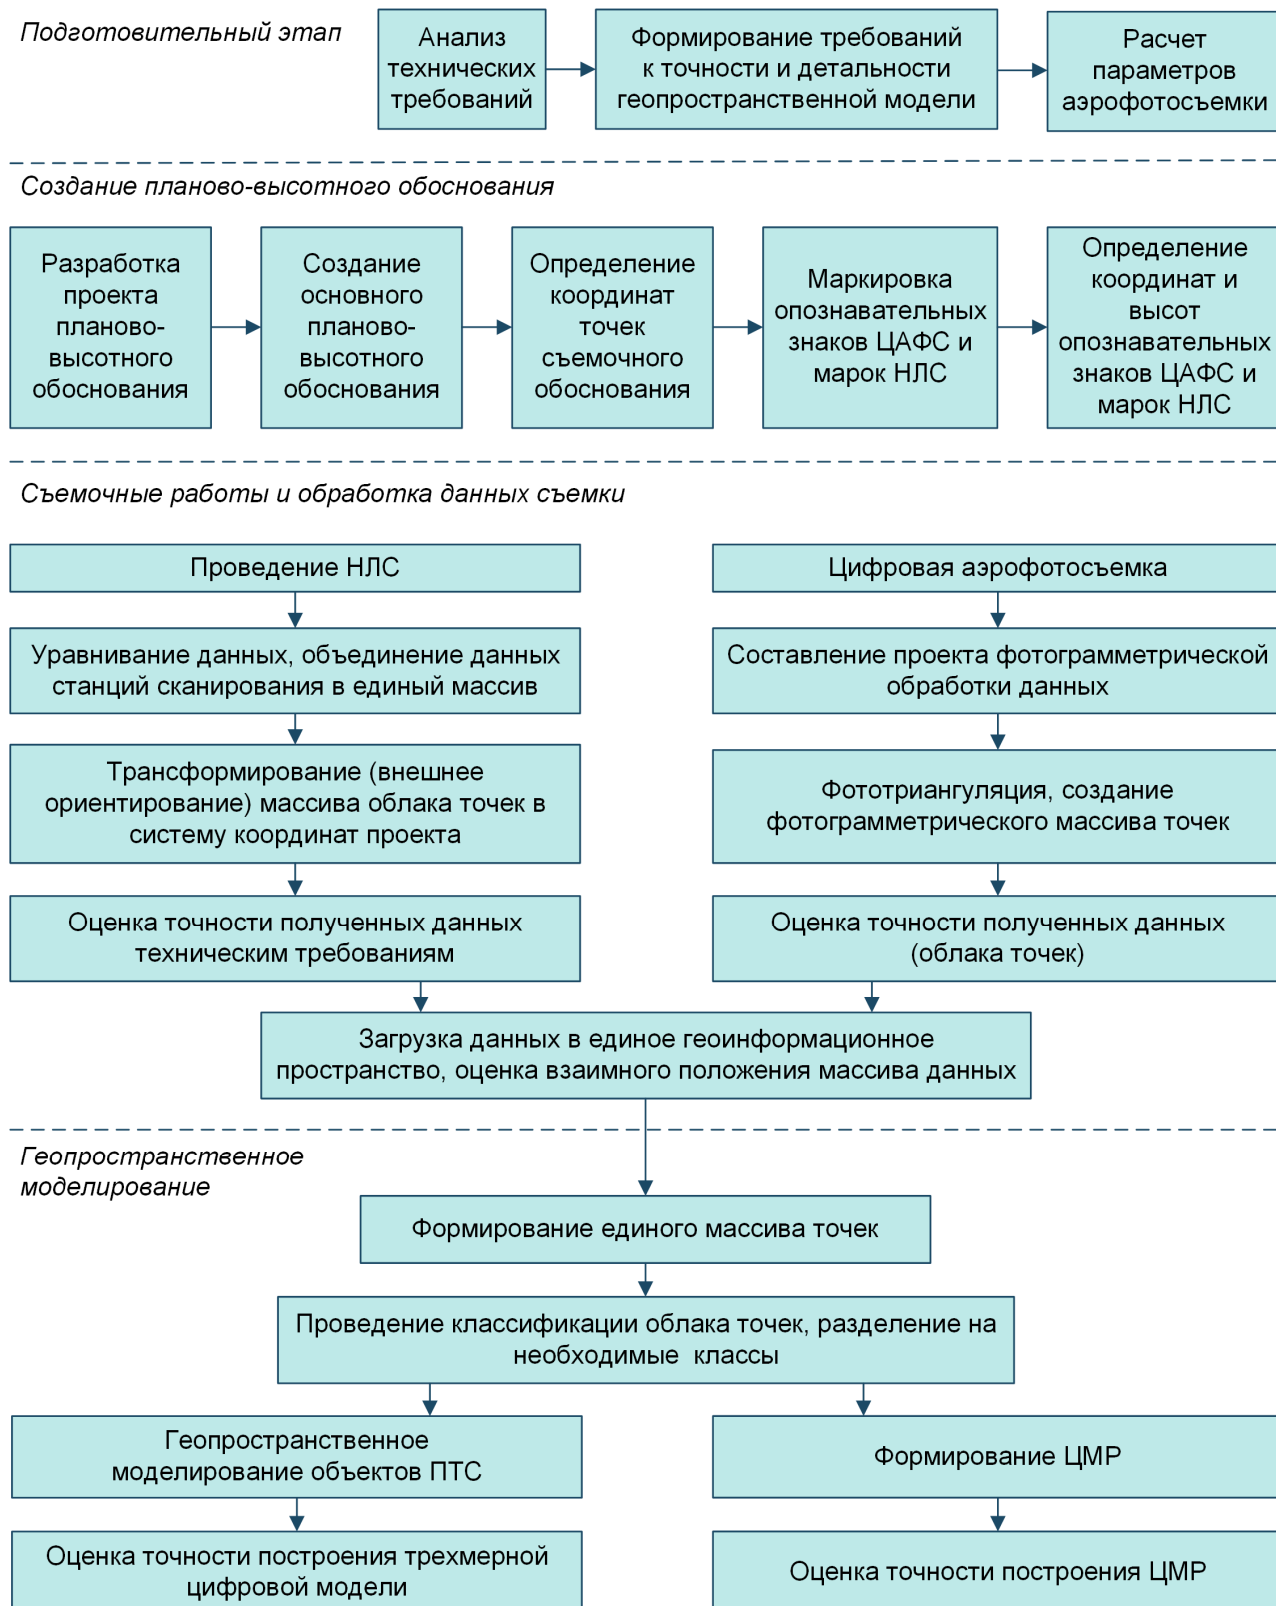 Подготовительный этап
Анализ
технических
требований
Формирование требований
к точности и детальности
геопространственной модели
Расчет
параметров
аэрофотосъемки
Создание планово-высотного обоснования
Разработка
проекта
планово-
высотного
обоснования
Создание
основного
планово-
высотного
обоснования
Определение
координат
точек
съемочного
обоснования
Маркировка
опознавательных
знаков ЦАФС и
марок НЛС
Определение
координат и
высот
опознавательных
знаков ЦАФС и
марок НЛС
Съемочные работы и обработка данных съемки
Проведение НЛС
Уравнивание данных, объединение данных
станций сканирования в единый массив
Трансформирование (внешнее
ориентирование) массива облака точек в
систему координат проекта
Оценка точности полученных данных
техническим требованиям
Цифровая аэрофотосъемка
Составление проекта фотограмметрической
обработки данных
Фототриангуляция, создание
фотограмметрического массива точек
Оценка точности полученных данных
(облака точек)
Загрузка данных в единое геоинформационное
пространство, оценка взаимного положения массива данных
Геопространственное
моделирование
Формирование единого массива точек
Проведение классификации облака точек, разделение на
необходимые классы
Геопространственное
моделирование объектов ПТС
Оценка точности построения трехмерной
цифровой модели
Формирование ЦМР
Оценка точности построения ЦМР